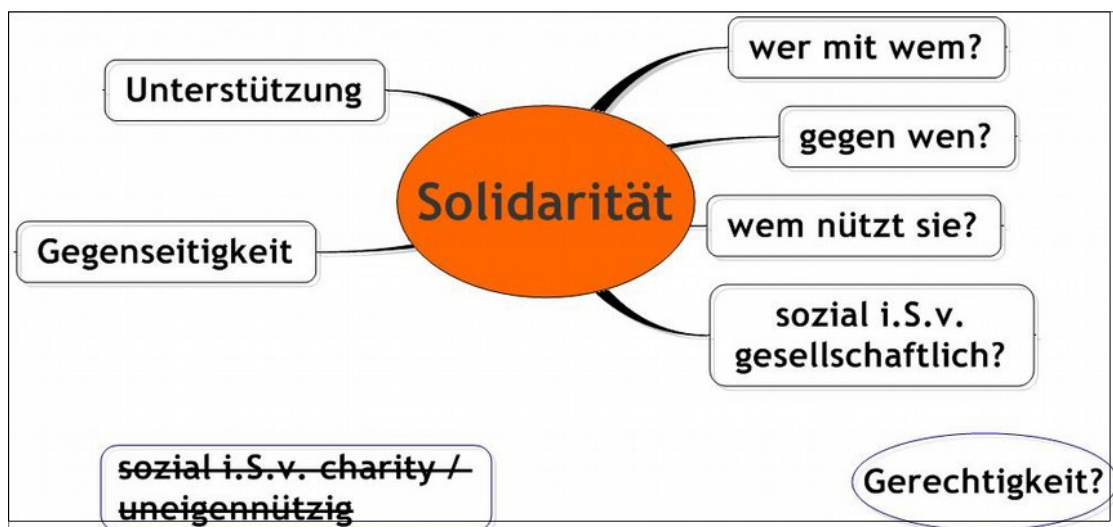 wer mit wem?
Unterstützung
gegen wen?
Solidarität
wem nützt sie?
Gegenseitigkeit
sozial i.S.v.
gesellschaftlich?
sozial i.S.v. charity /
uneigennützig
Gerechtigkeit?